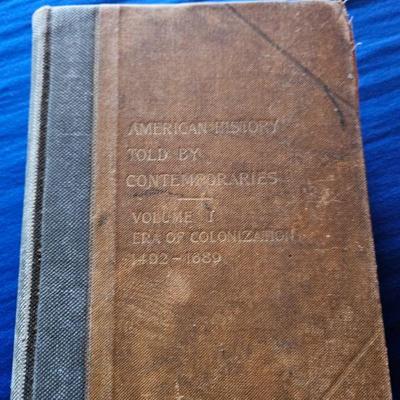 AMERICAN HISTORY
TOLD BY
CONTEMPORARIES
VOLUME I
ERA OF COLONIZATION
1492-1689